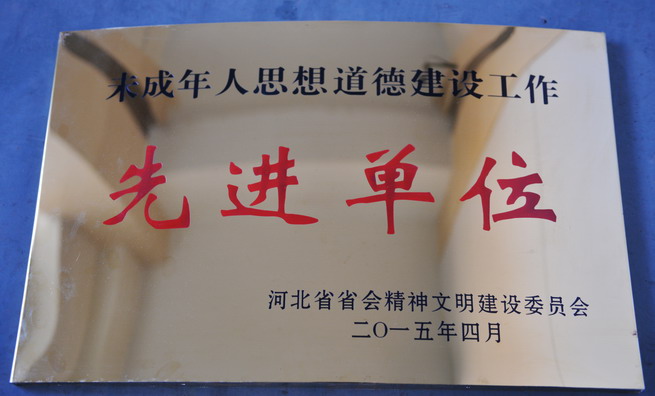 未成年人思想道德建设工作
先进单位
河北省省会精神文明建设委员会
二〇一五年四月